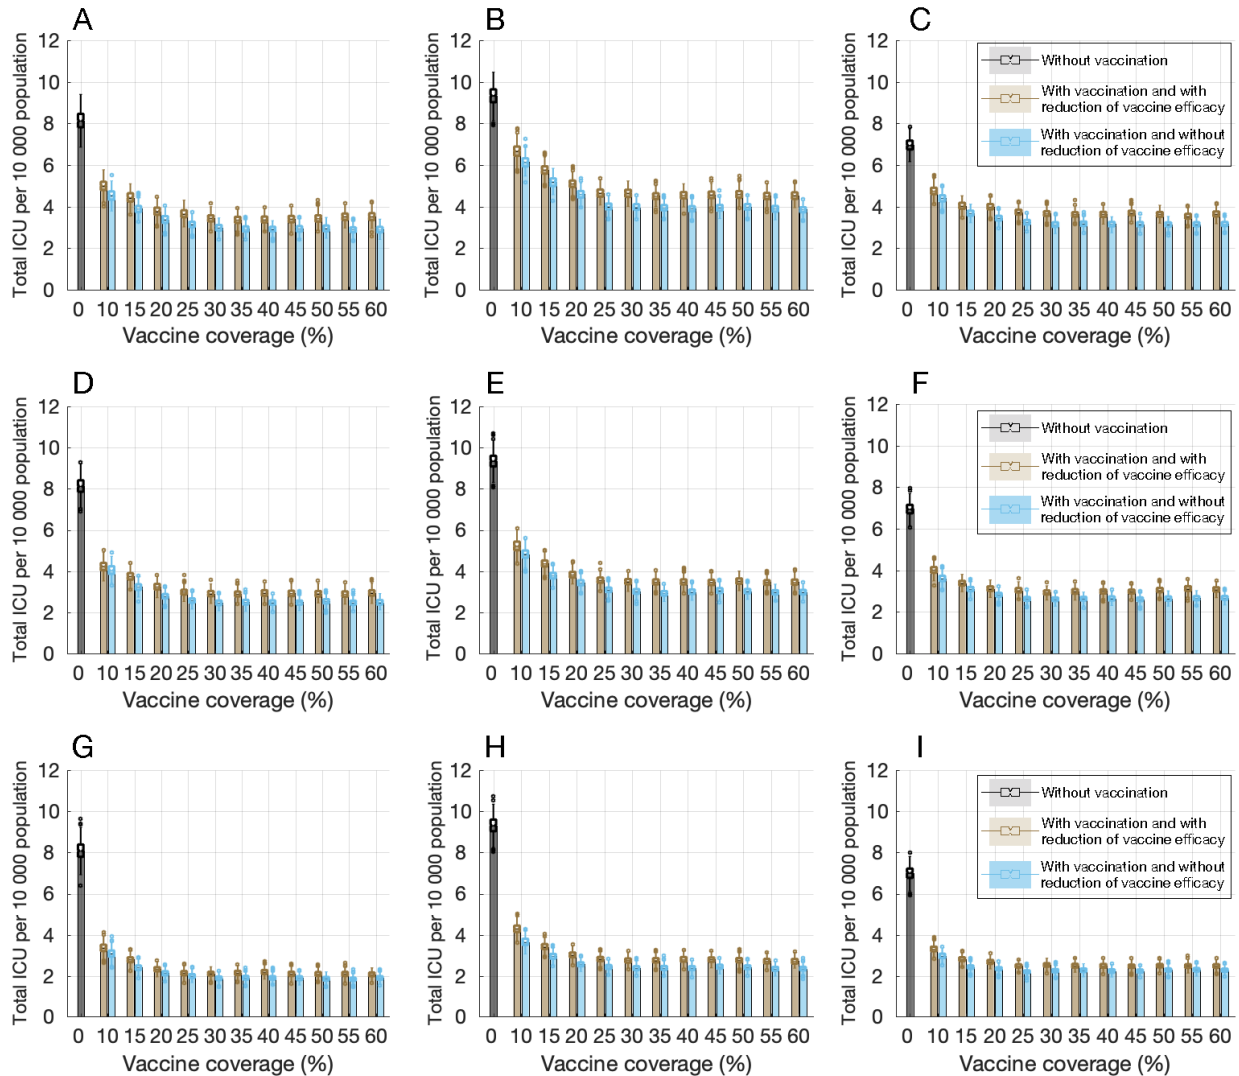 A
B
C
Total ICU per 10 000 population
12
10
8
6
4
2
0
0 10 15 20 25 30 35 40 45 50 55 60
Vaccine coverage (%)
Total ICU per 10 000 population
12
10
8
6
4
2
0
0 10 15 20 25 30 35 40 45 50 55 60
Vaccine coverage (%)
Total ICU per 10 000 population
12
10
8
6
4
2
0
0 10 15 20 25 30 35 40 45 50 55 60
Vaccine coverage (%)
Without vaccination
With vaccination and with
reduction of vaccine efficacy
With vaccination and without
reduction of vaccine efficacy
D
E
F
Total ICU per 10 000 population
12
10
8
6
4
2
0
0 10 15 20 25 30 35 40 45 50 55 60
Vaccine coverage (%)
Total ICU per 10 000 population
12
10
8
6
4
2
0
0 10 15 20 25 30 35 40 45 50 55 60
Vaccine coverage (%)
Total ICU per 10 000 population
12
10
8
6
4
2
0
0 10 15 20 25 30 35 40 45 50 55 60
Vaccine coverage (%)
Without vaccination
With vaccination and with
reduction of vaccine efficacy
With vaccination and without
reduction of vaccine efficacy
G
H
I
Total ICU per 10 000 population
12
10
8
6
4
2
0
0 10 15 20 25 30 35 40 45 50 55 60
Vaccine coverage (%)
Total ICU per 10 000 population
12
10
8
6
4
2
0
0 10 15 20 25 30 35 40 45 50 55 60
Vaccine coverage (%)
Total ICU per 10 000 population
12
10
8
6
4
2
0
0 10 15 20 25 30 35 40 45 50 55 60
Vaccine coverage (%)
Without vaccination
With vaccination and with
reduction of vaccine efficacy
With vaccination and without
reduction of vaccine efficacy